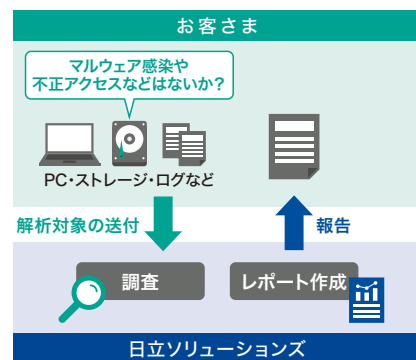 お客さま
マルウェア感染や
不正アクセスなどはないか？
PC・ストレージ・ログなど
解析対象の送付
報告
調査
レポート作成
日立ソリューションズ